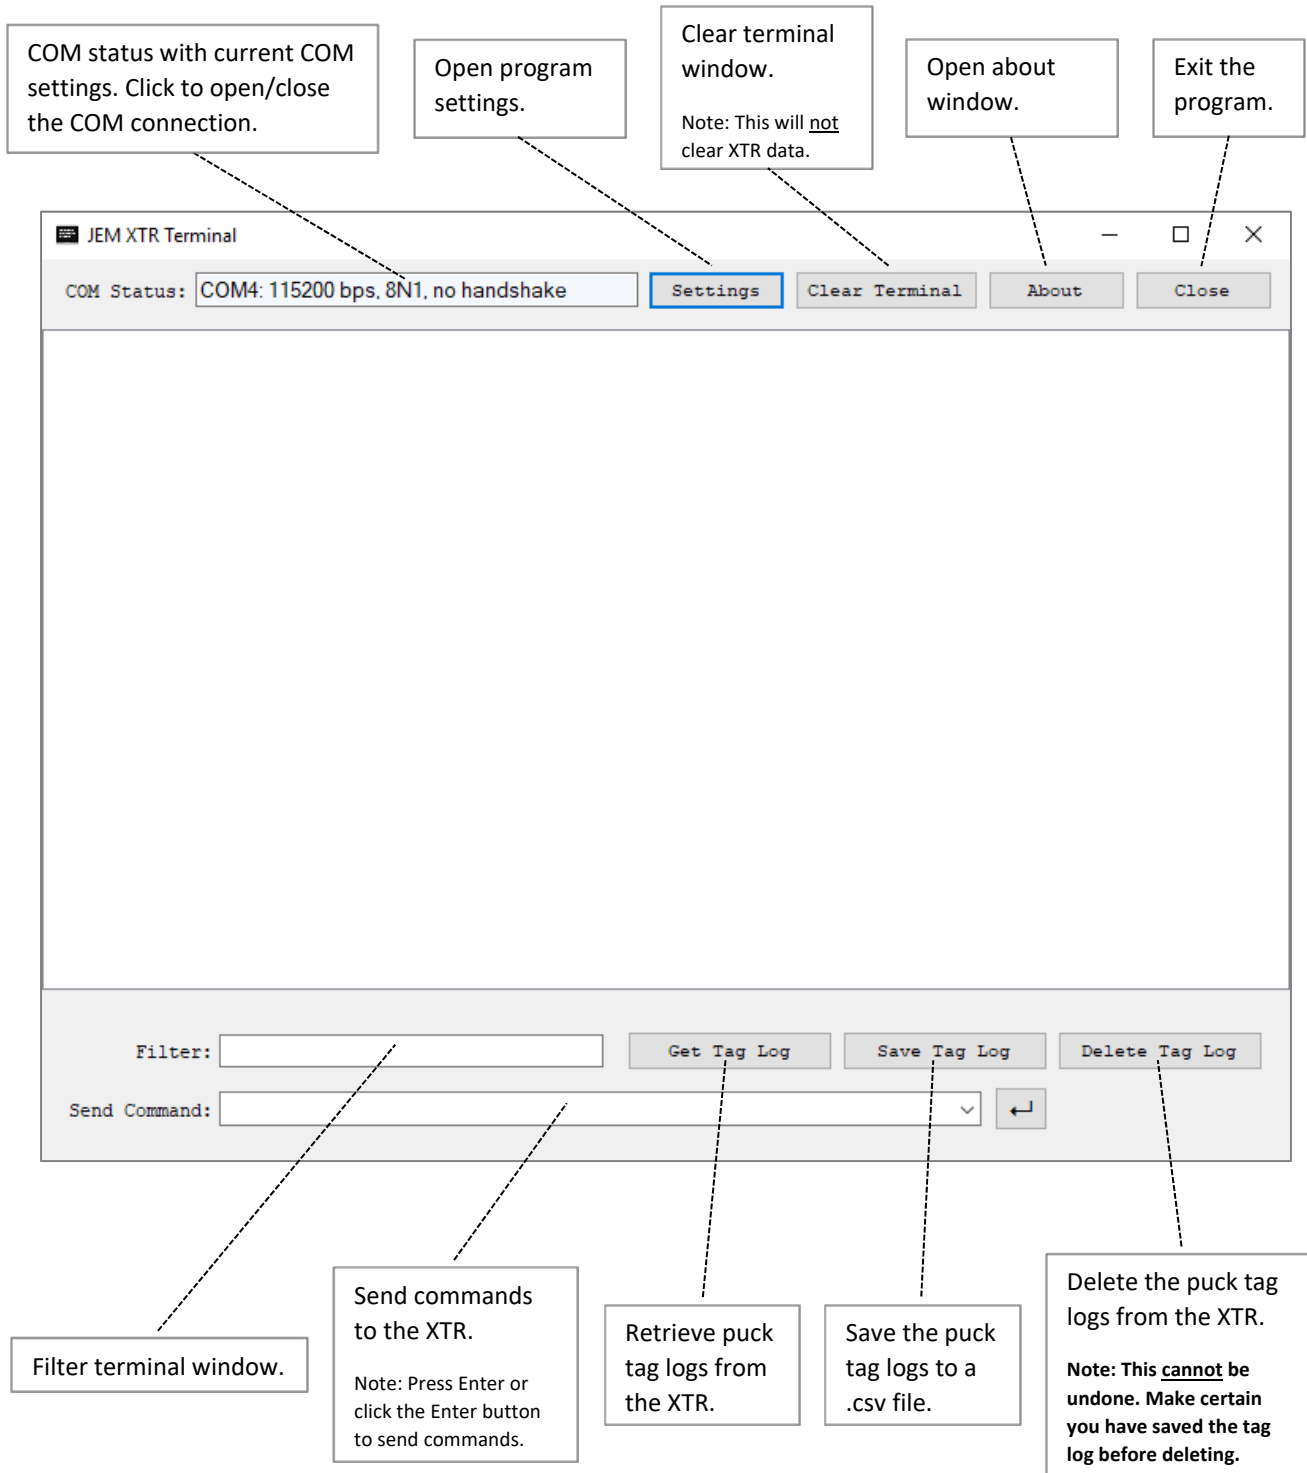 COM status with current COM
settings. Click to open/close
the COM connection.
Open program
settings.
Clear terminal
window.
Note: This will not
clear XTR data.
Open about
window.
Exit the
program.
JEM XTR Terminal
COM Status: COM4: 115200 bps, 8N1, no handshake Settings Clear Terminal About Close
Filter: Get Tag Log Save Tag Log Delete Tag Log
Send Command:
Filter terminal window.
Send commands
to the XTR.
Note: Press Enter or
click the Enter button
to send commands.
Retrieve puck
tag logs from
the XTR.
Save the puck
tag logs to a
.csv file.
Delete the puck tag
logs from the XTR.
Note: This cannot be
undone. Make certain
you have saved the tag
log before deleting.